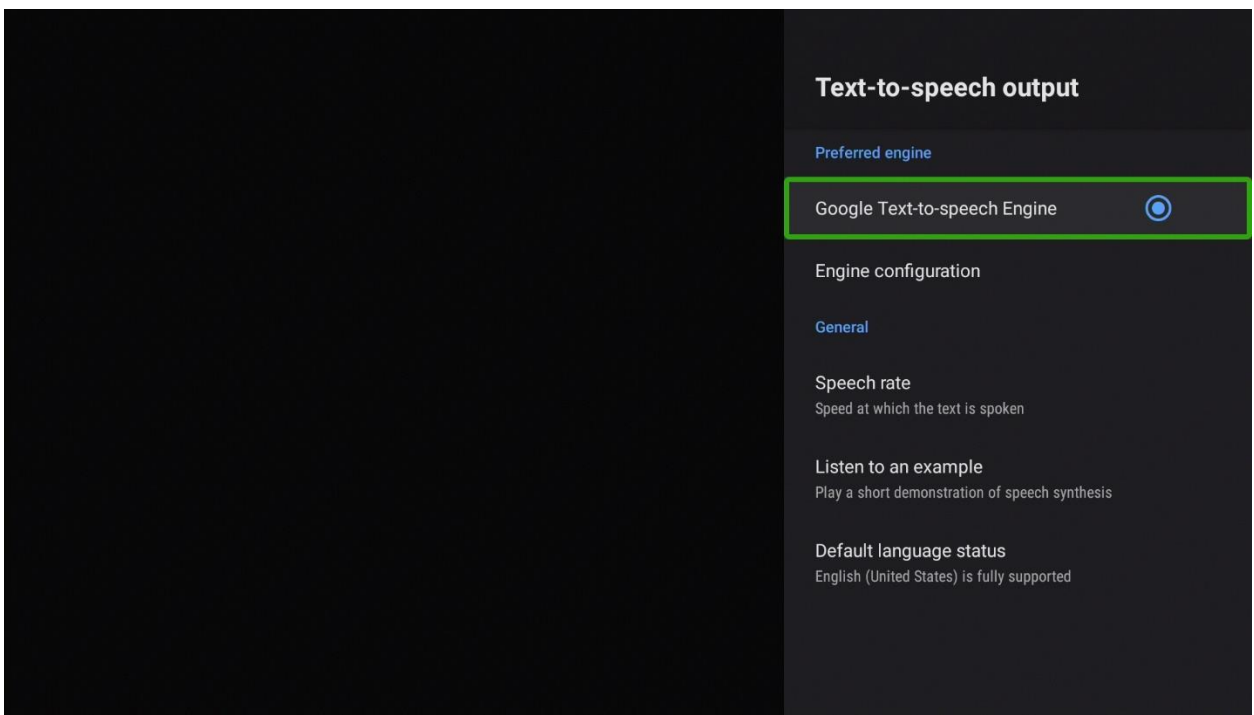 Text-to-speech output
Preferred engine
Google Text-to-speech Engine
Engine configuration
General
Speech rate
Speed at which the text is spoken
Listen to an example
Play a short demonstration of speech synthesis
Default language status
English (United States) is fully supported